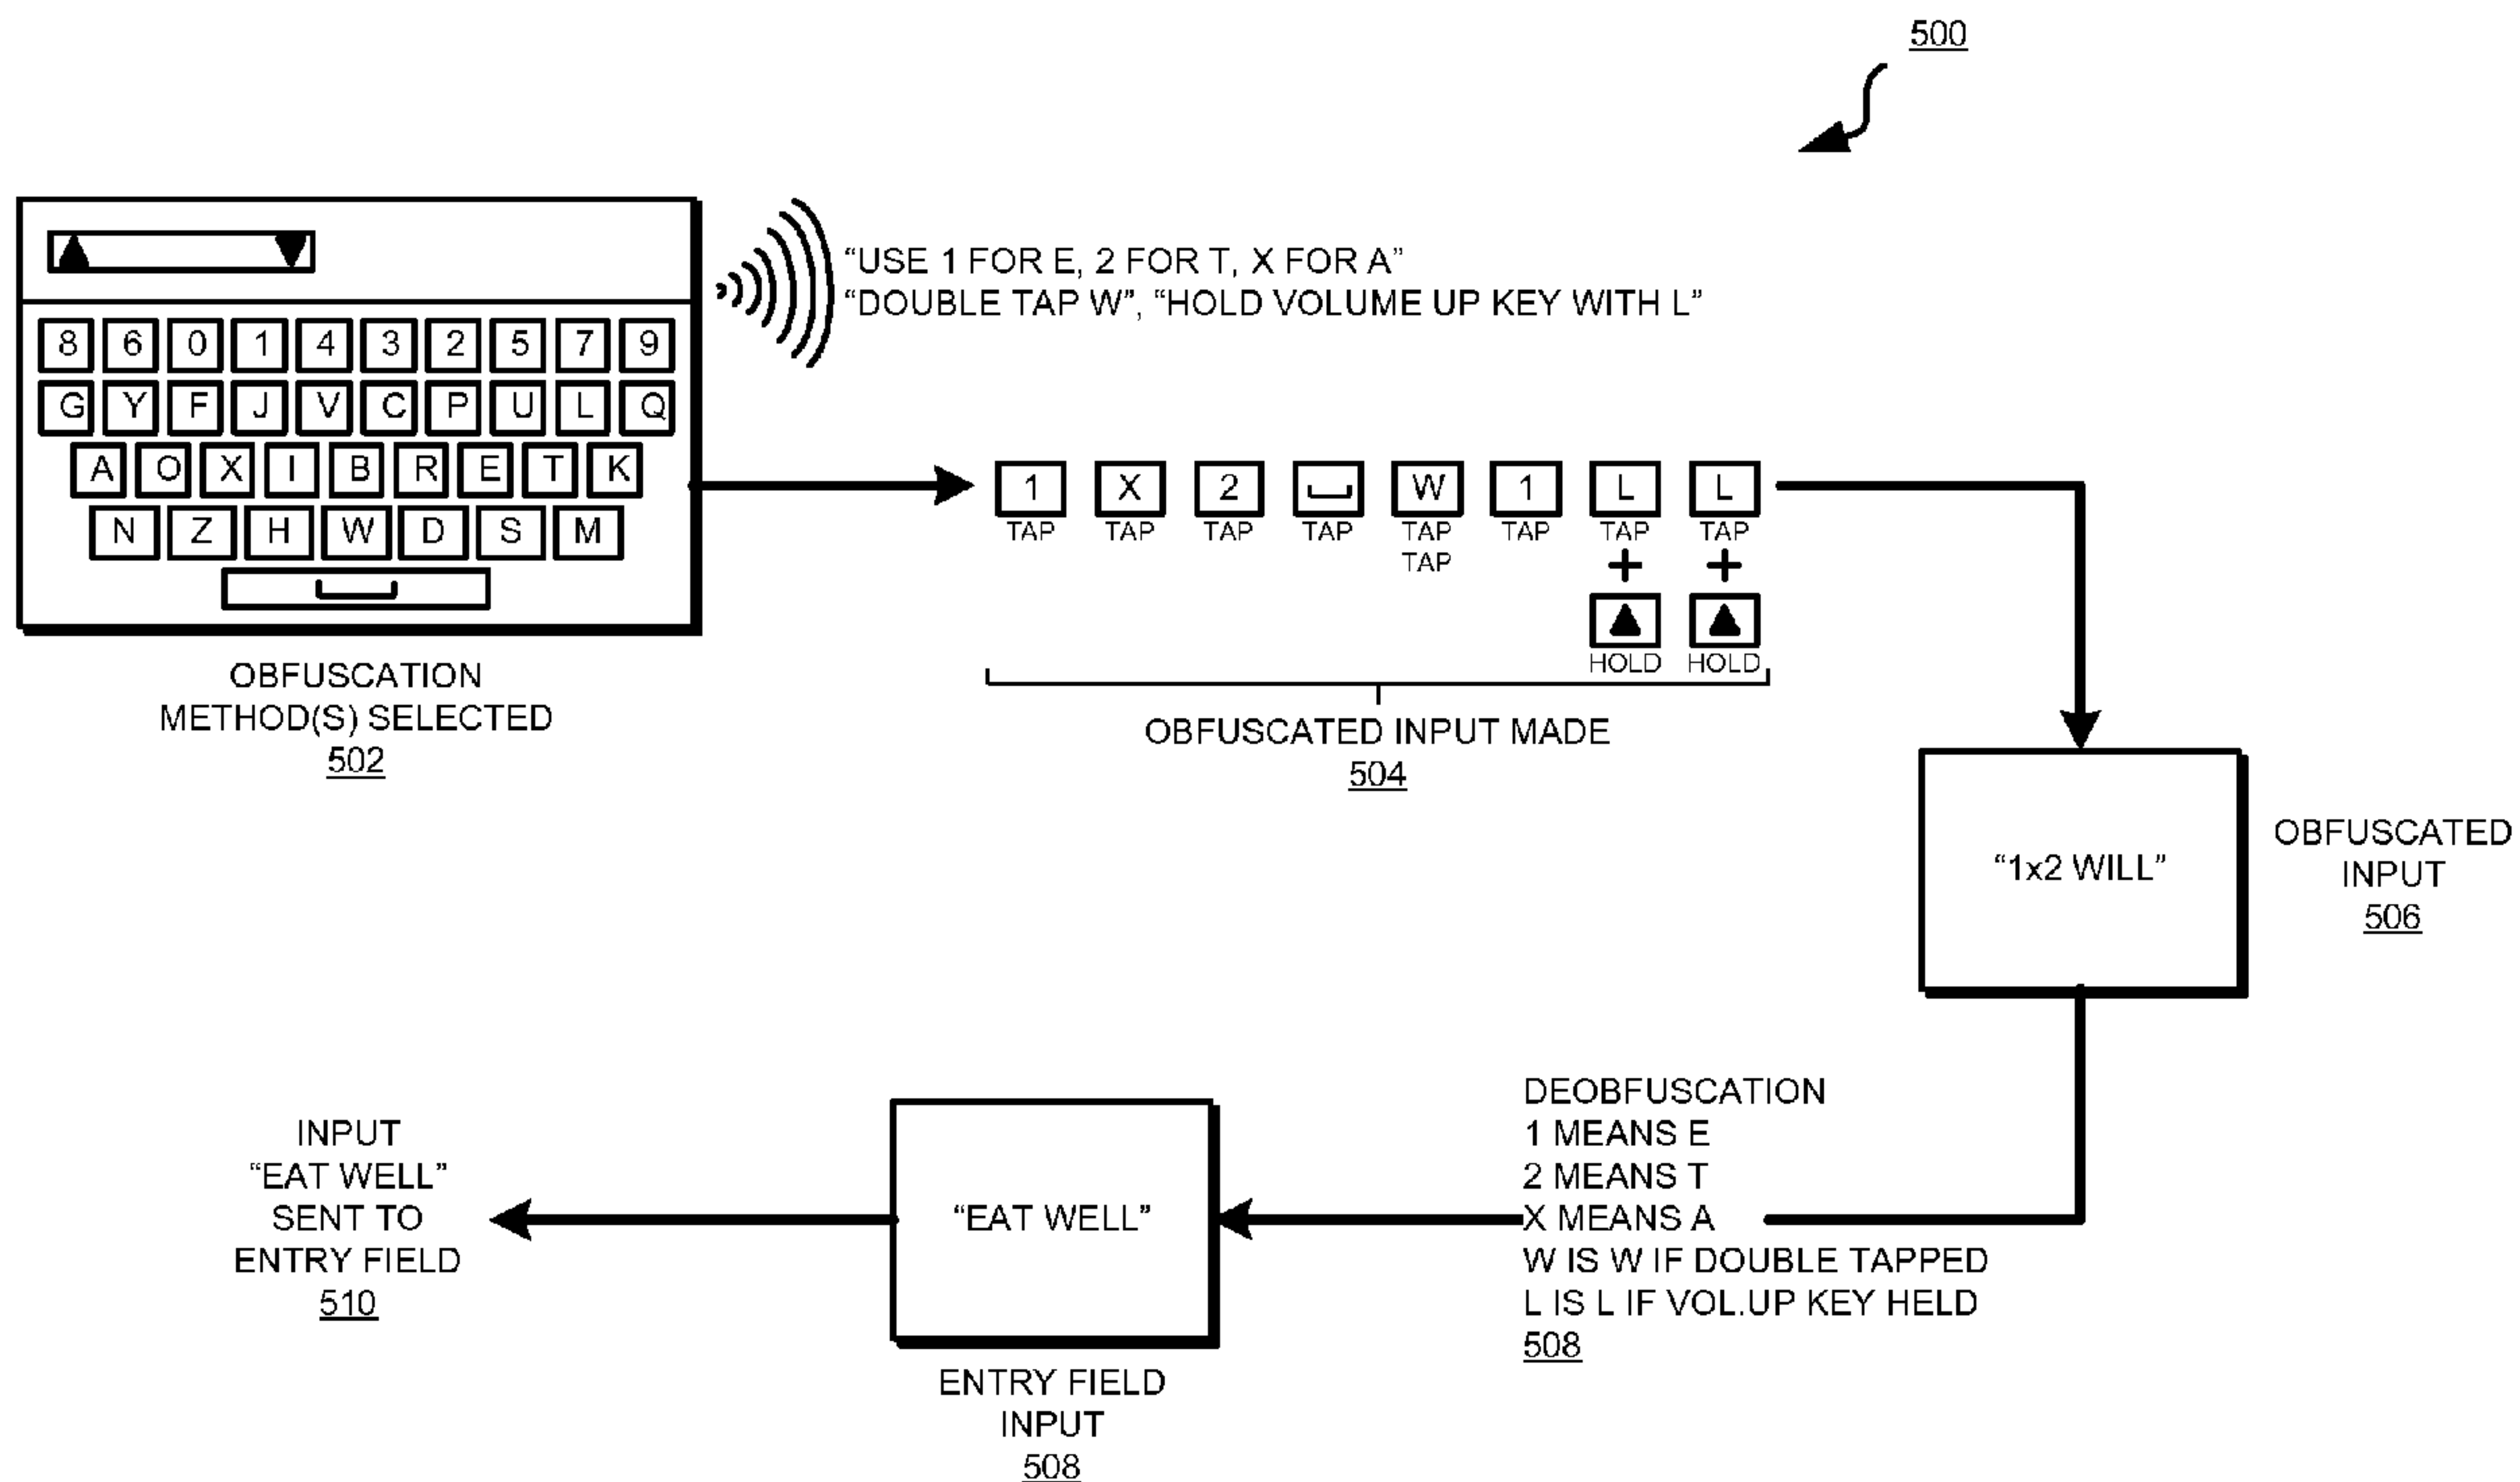 500
“USE 1 FOR E, 2 FOR T, X FOR A”
“DOUBLE TAP W”, “HOLD VOLUME UP KEY WITH L”
8 6 0 1 4 3 2 5 7 9
G Y F J V C P U L Q
A O X I B R E T K
N Z H W D S M
OBFUSCATION
METHOD(S) SELECTED
502
1 X 2 W 1 L L
TAP TAP TAP TAP TAP TAP TAP TAP
TAP
+ +
HOLD HOLD
OBFUSCATED INPUT MADE
504
“1x2 WILL”
OBFUSCATED
INPUT
506
DEOBFUSCATION
1 MEANS E
2 MEANS T
X MEANS A
W IS W IF DOUBLE TAPPED
L IS L IF VOL.UP KEY HELD
508
“EAT WELL”
ENTRY FIELD
INPUT
508
INPUT
“EAT WELL”
SENT TO
ENTRY FIELD
510